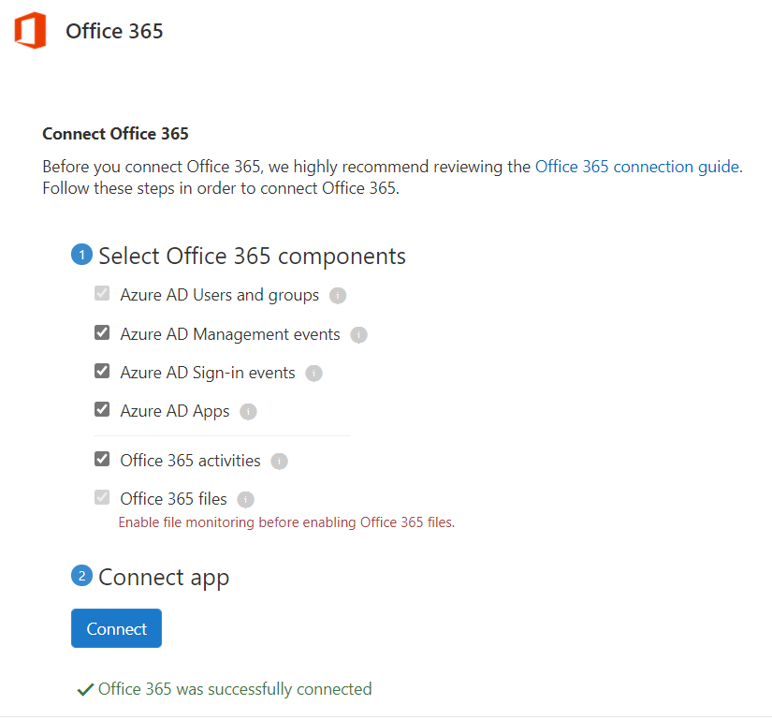 Office 365
Connect Office 365
Before you connect Office 365, we highly recommend reviewing the Office 365 connection guide.
Follow these steps in order to connect Office 365.
1 Select Office 365 components
Azure AD Users and groups i
Azure AD Management events i
Azure AD Sign-in events i
Azure AD Apps i
Office 365 activities i
Office 365 files i
Enable file monitoring before enabling Office 365 files.
2 Connect app
Connect
Office 365 was successfully connected